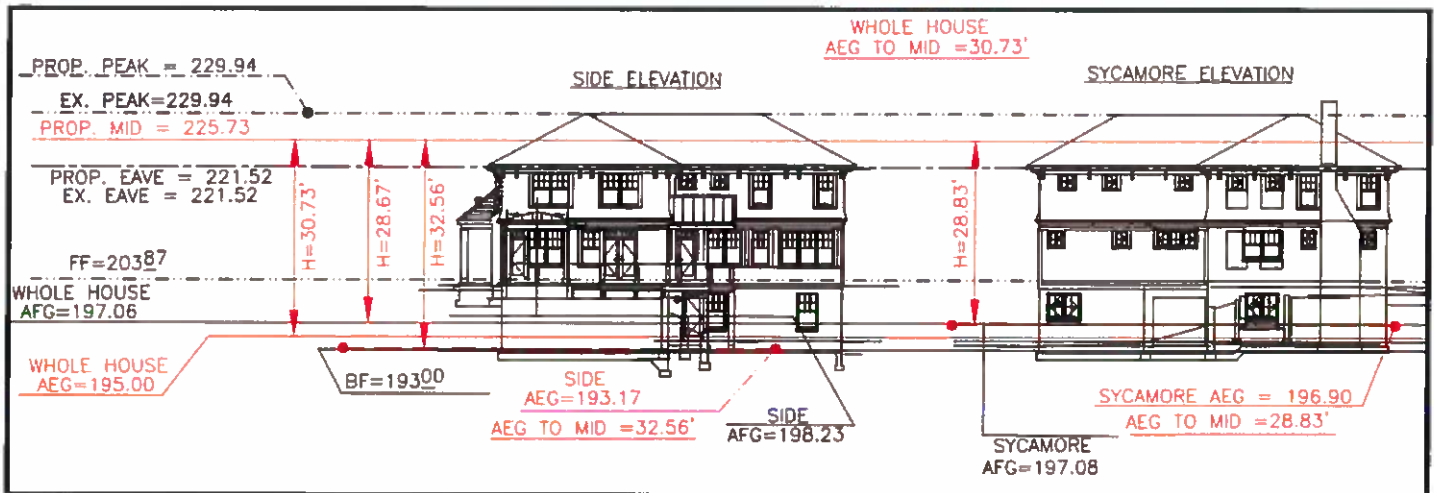 WHOLE HOUSE
AEG TO MID =30.73'
PROP. PEAK = 229.94
SIDE ELEVATION
SYCAMORE ELEVATION
EX. PEAK=229.94
PROP. MID = 225.73
PROP. EAVE = 221.52
EX. EAVE = 221.52
H=30.73'
H=28.67'
H=32.56'
H=28.83'
FF=20387
WHOLE HOUSE
AFG=197.06
WHOLE HOUSE
AEG=195.00
BF=19300
SIDE
AEG=193.17
AEG TO MID =32.56'
SIDE
AFG=198.23
SYCAMORE AEG = 196.90
AEG TO MID =28.83'
SYCAMORE
AFG=197.08